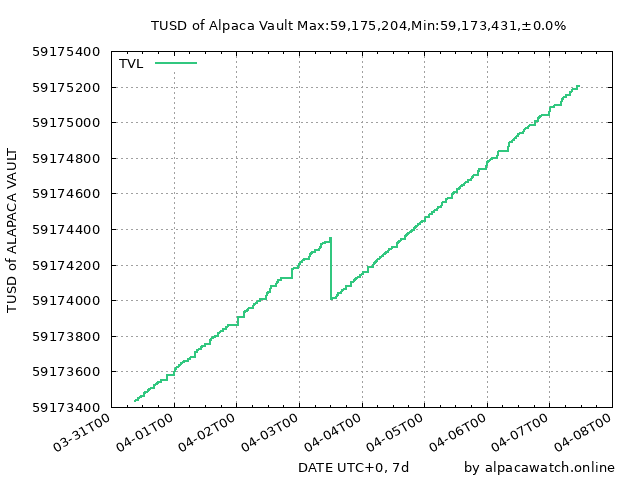 TUSD of Alpaca Vault Max:59,175,204,Min:59,173,431,±0.0%
TVL
59175400
59175200
59175000
59174800
59174600
59174400
59174200
59174000
59173800
59173600
59173400
TUSD of ALAPACA VAULT
03-31T00
04-01T00
04-02T00
04-03T00
04-04T00
04-05T00
04-06T00
04-07T00
04-08T00
DATE UTC+0, 7d
by alpacawatch.online